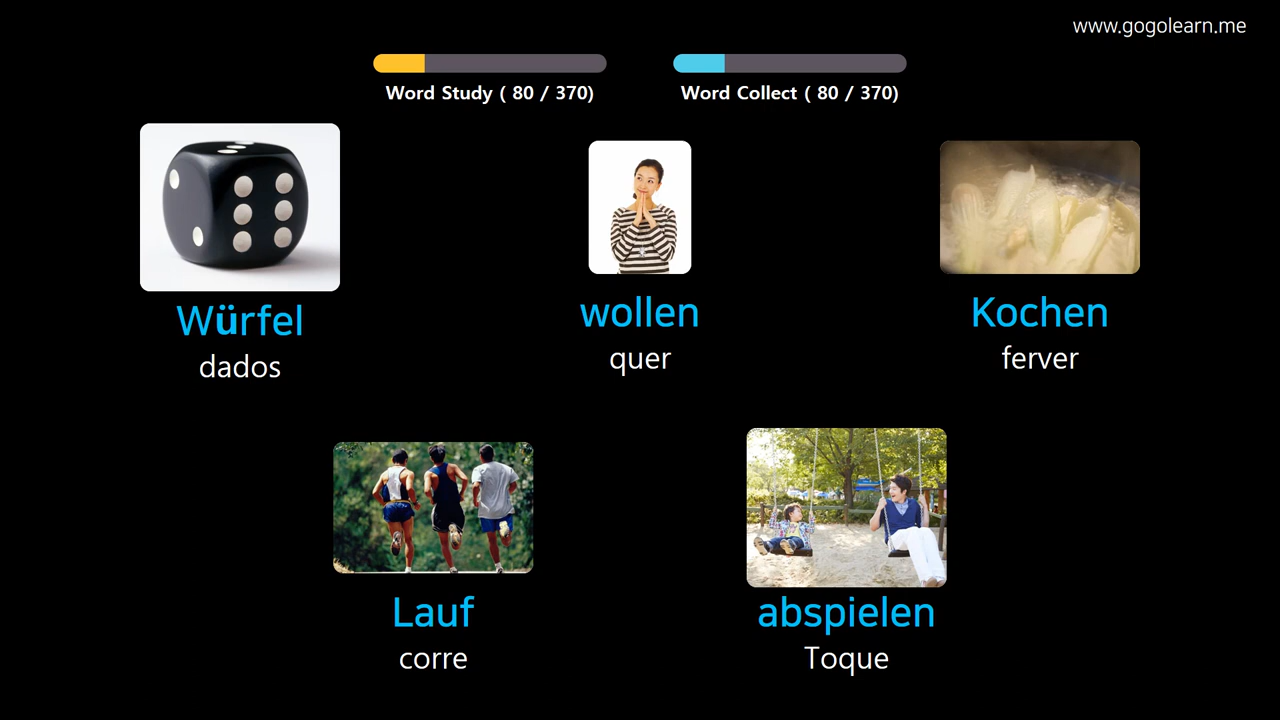 www.gogolearn.me
Word Study ( 80 / 370)
Word Collect ( 80 / 370)
Würfel
dados
wollen
quer
Kochen
ferver
Lauf
corre
abspielen
Toque